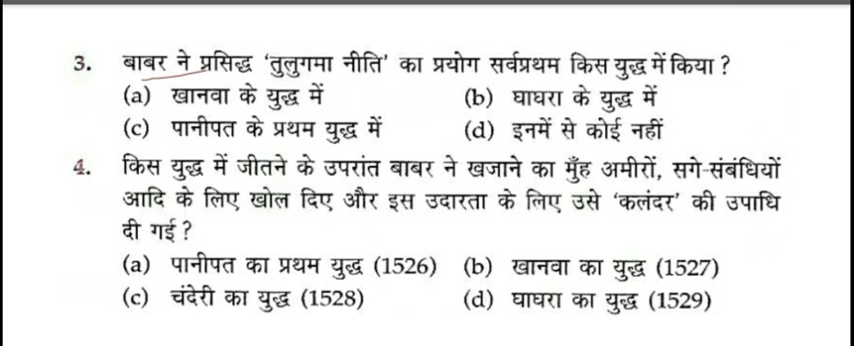 3. बाबर ने प्रसिद्ध 'तुलुगमा नीति' का प्रयोग सर्वप्रथम किस युद्ध में किया ?
(a) खानवा के युद्ध में (b) घाघरा के युद्ध में
(c) पानीपत के प्रथम युद्ध में (d) इनमें से कोई नहीं
4. किस युद्ध में जीतने के उपरांत बाबर ने खजाने का मुँह अमीरों, सगे-संबंधियों
आदि के लिए खोल दिए और इस उदारता के लिए उसे 'कलंदर' की उपाधि
दी गई ?
(a) पानीपत का प्रथम युद्ध (1526) (b) खानवा का युद्ध (1527)
(c) चंदेरी का युद्ध (1528) (d) घाघरा का युद्ध (1529)